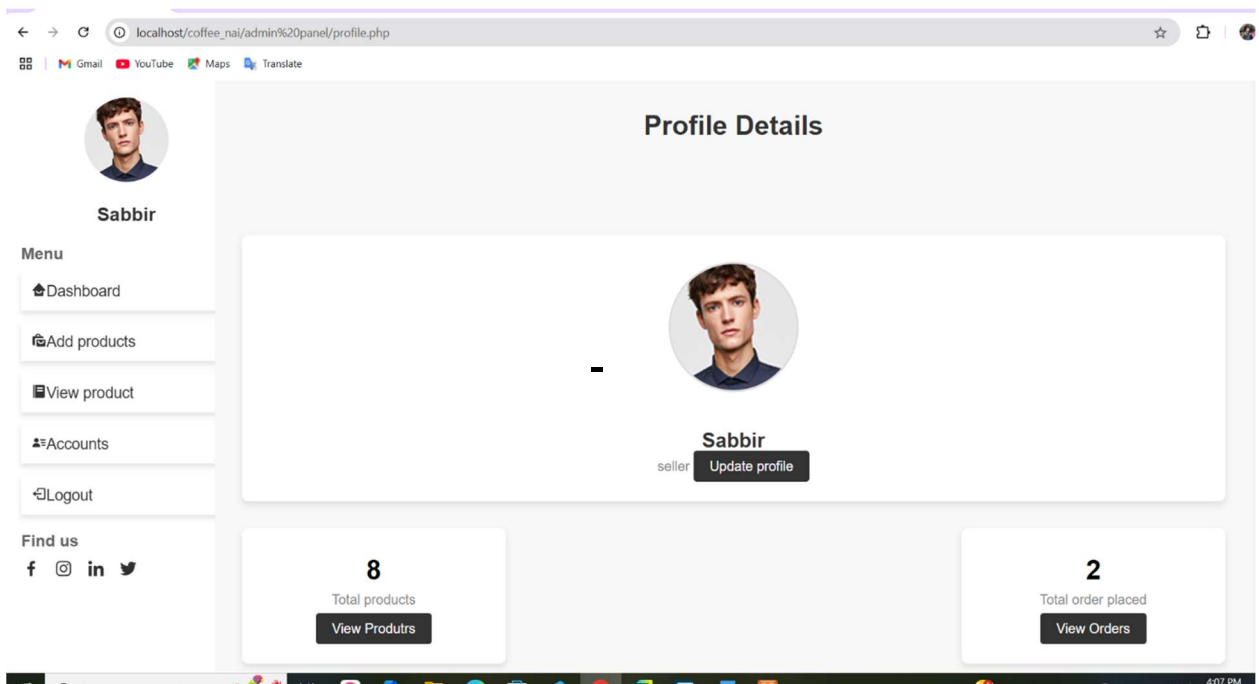 localhost/coffee_nai/admin%20panel/profile.php
Gmail YouTube Maps Translate
Profile Details
Sabbir
Menu
Dashboard
Add products
View product
Accounts
Logout
Find us
Sabbir
seller Update profile
8
Total products
View Produtrs
2
Total order placed
View Orders
4:07 PM